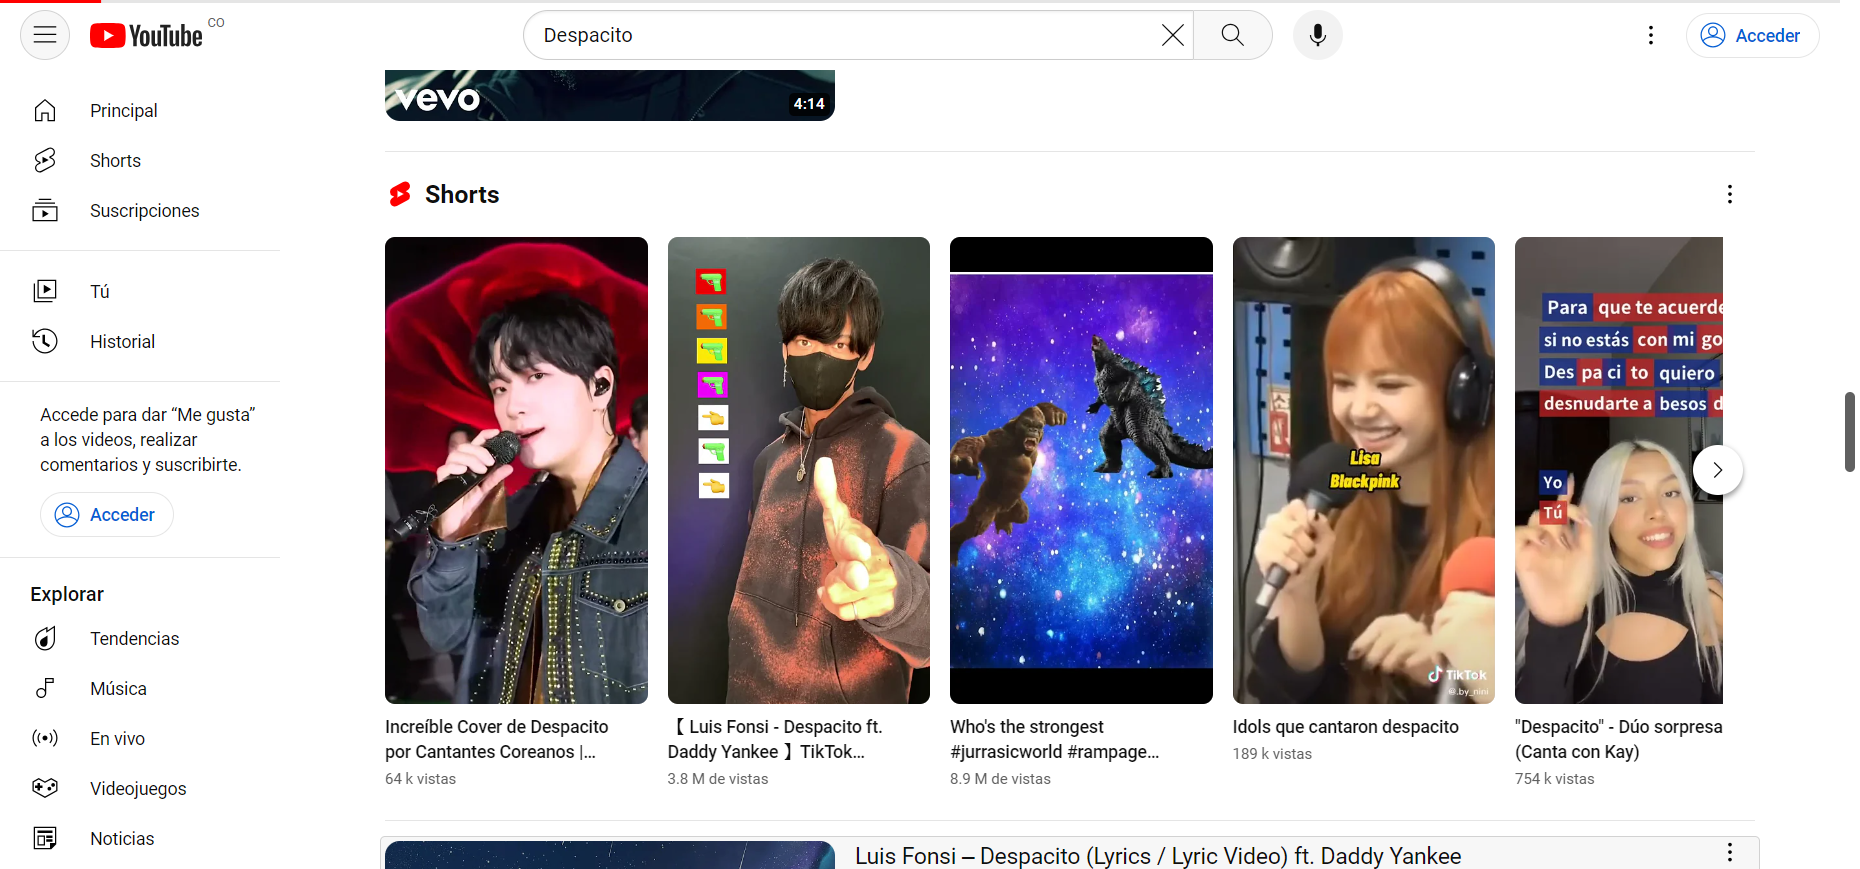 YouTube CO
Despacito
Acceder
Principal
Shorts
Suscripciones
Tú
Historial
Accede para dar “Me gusta”
a los videos, realizar
comentarios y suscribirte.
Acceder
Explorar
Tendencias
Música
En vivo
Videojuegos
Noticias
vevo
4:14
Shorts
Increíble Cover de Despacito
por Cantantes Coreanos |...
64 k vistas
【 Luis Fonsi - Despacito ft.
Daddy Yankee 】TikTok...
3.8 M de vistas
Who's the strongest
#jurrasicworld #rampage...
8.9 M de vistas
Lisa
Blackpink
TikTok
@.by_nini
Idols que cantaron despacito
189 k vistas
Para que te acuerde
si no estás con mi go
Des pa ci to quiero
desnudarte a besos d
Yo
Tú
"Despacito" - Dúo sorpresa
(Canta con Kay)
754 k vistas
Luis Fonsi – Despacito (Lyrics / Lyric Video) ft. Daddy Yankee